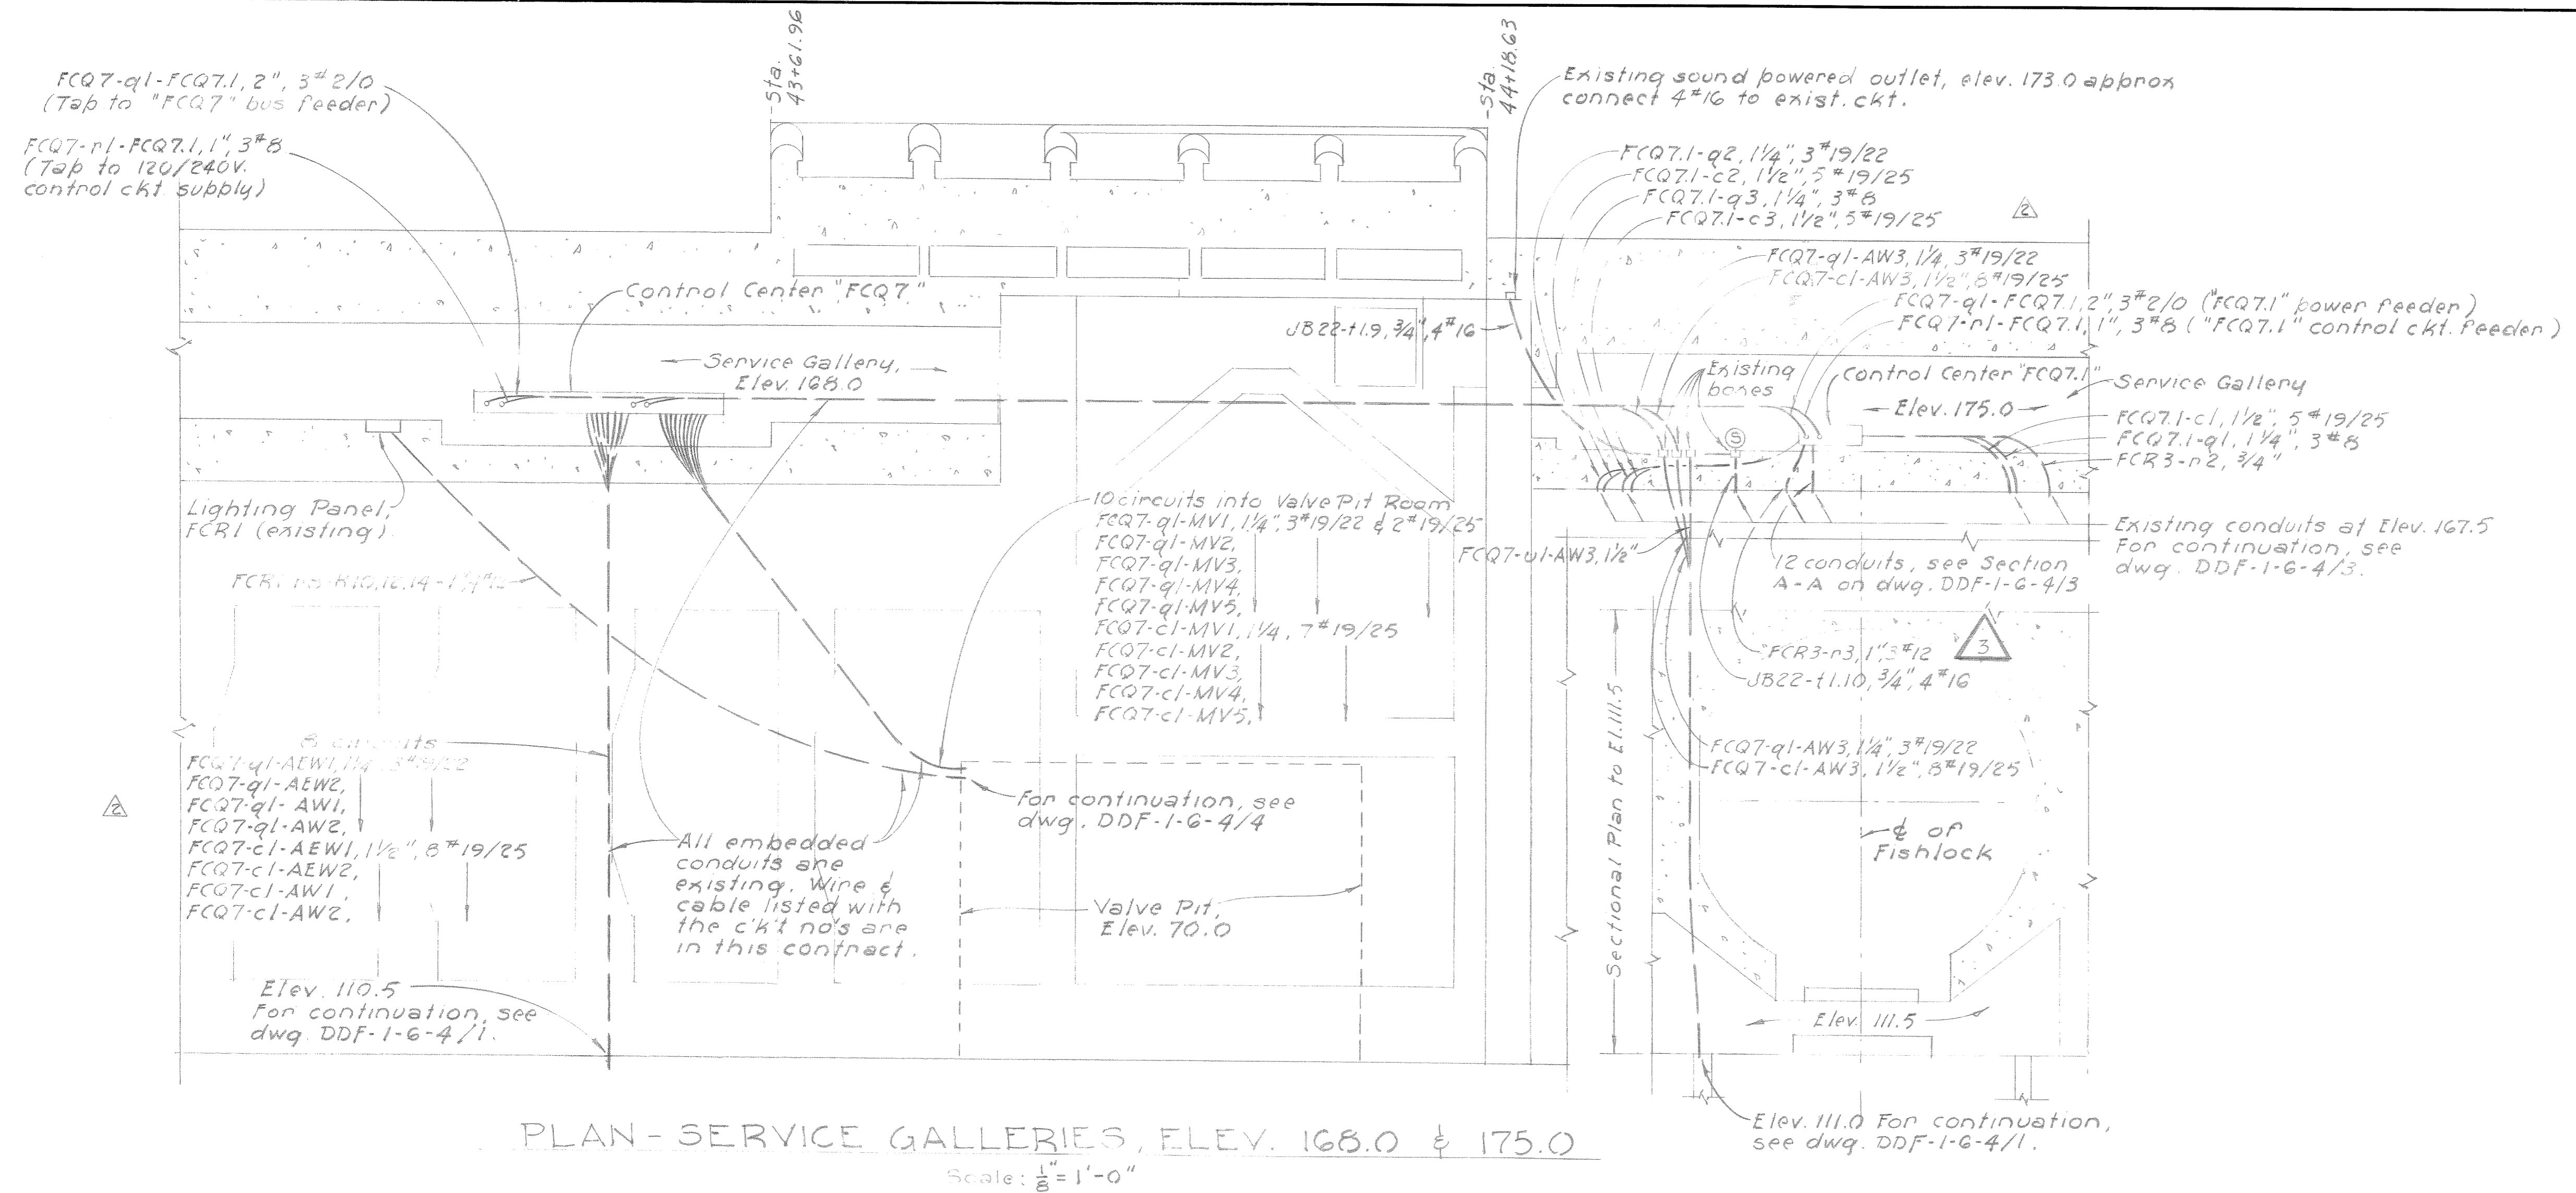 Sta.
43+61.96
Sta.
44+18.63
FCQ7-q1-FCQ7.1, 2", 3#2/0
(Tap to "FCQ7" bus feeder)
FCQ7-r1-FCQ7.1, 1", 3#8
(Tap to 120/240V.
control ckt. supply)
Existing sound powered outlet, elev. 173.0 approx
connect 4#16 to exist. ckt.
FCQ7.1-q2, 1¼", 3#19/22
FCQ7.1-c2, 1½", 5#19/25
FCQ7.1-q3, 1¼", 3#8
FCQ7.1-c3, 1½", 5#19/25
2
FCQ7-q1-AW3, 1¼, 3#19/22
FCQ7-c1-AW3, 1½", 8#19/25
FCQ7-q1-FCQ7.1, 2", 3#2/0 ("FCQ7.1" power feeder)
FCQ7-r1-FCQ7.1, 1", 3#8 ("FCQ7.1" control ckt. feeder)
Control Center "FCQ7"
JB22-t1.9, ¾", 4#16
Service Gallery,
Elev. 168.0
Existing
boxes
Control Center "FCQ7.1"
Service Gallery
Elev. 175.0
S
FCQ7.1-c1, 1½", 5#19/25
FCQ7.1-q1, 1¼", 3#8
FCR3-r2, ¾"
Lighting Panel,
FCR1 (existing)
10 circuits into Valve Pit Room
FCQ7-q1-MV1, 1¼", 3#19/22 & 2#19/25
FCQ7-q1-MV2,
FCQ7-q1-MV3,
FCQ7-q1-MV4,
FCQ7-q1-MV5,
FCQ7-c1-MV1, 1¼, 7#19/25
FCQ7-c1-MV2,
FCQ7-c1-MV3,
FCQ7-c1-MV4,
FCQ7-c1-MV5,
FCQ7-u1-AW3, 1½"
12 conduits, see Section
A-A on dwg. DDF-1-6-4/3
Existing conduits at Elev. 167.5
For continuation, see
dwg. DDF-1-6-4/3.
FCR1
FCR3-r3, 1", 3#12
3
JB22-t1.10, ¾", 4#16
FCQ7-q1-AW3, 1¼", 3#19/22
FCQ7-c1-AW3, 1½", 8#19/25
Sectional Plan to El. 111.5
8 circuits
FCQ7-q1-AEW1, 1¼, 3#19/22
FCQ7-q1-AEW2,
FCQ7-q1-AW1,
FCQ7-q1-AW2,
FCQ7-c1-AEW1, 1½", 8#19/25
FCQ7-c1-AEW2,
FCQ7-c1-AW1,
FCQ7-c1-AW2,
2
For continuation, see
dwg. DDF-1-6-4/4
All embedded
conduits are
existing. Wire &
cable listed with
the c'k't no's are
in this contract.
Valve Pit,
Elev. 70.0
℄ of
Fishlock
Elev. 110.5
For continuation, see
dwg. DDF-1-6-4/1.
Elev. 111.5
Elev. 111.0 For continuation,
see dwg. DDF-1-6-4/1.
PLAN - SERVICE GALLERIES, ELEV. 168.0 & 175.0
Scale: ⅛" = 1'-0"